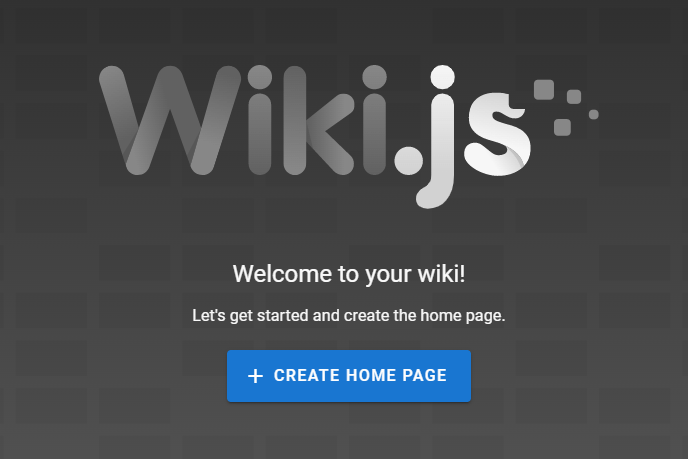 Wiki.js
Welcome to your wiki!
Let's get started and create the home page.
+ CREATE HOME PAGE